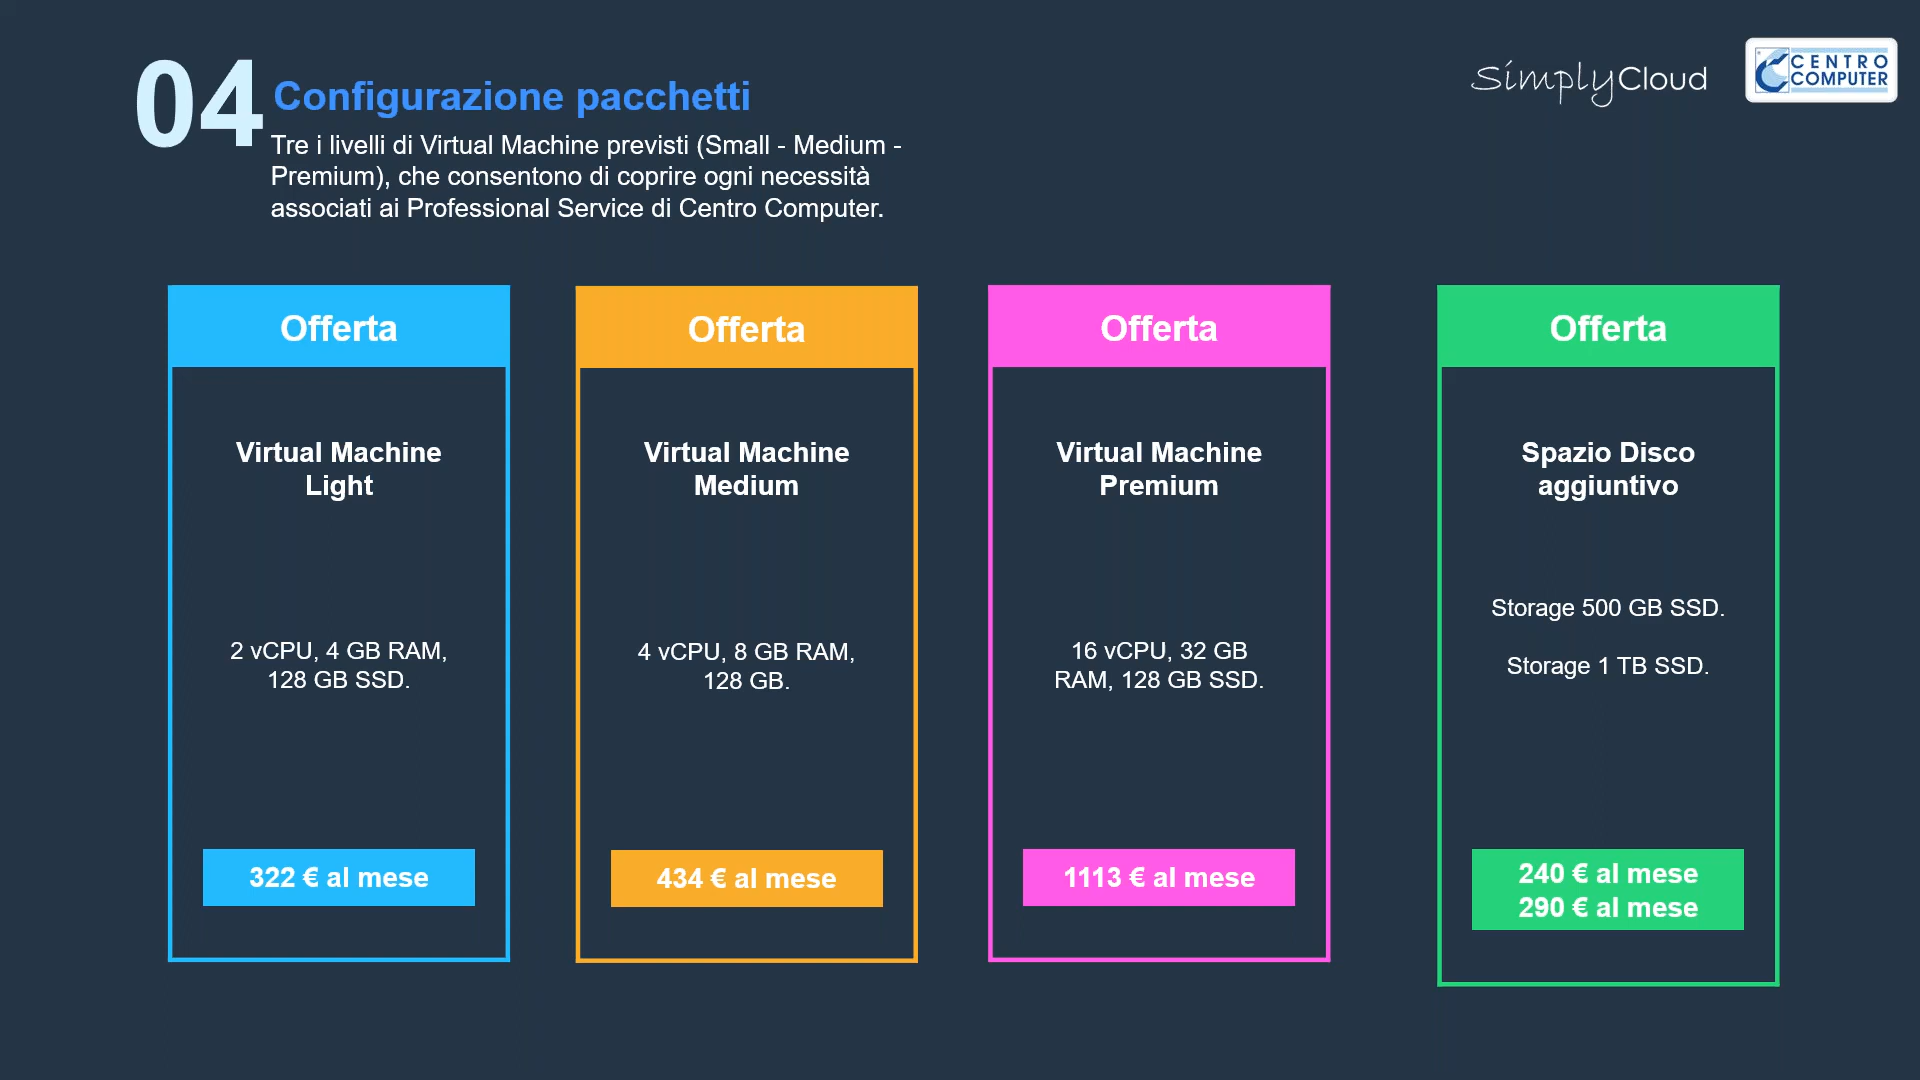 04
Configurazione pacchetti
Tre i livelli di Virtual Machine previsti (Small - Medium -
Premium), che consentono di coprire ogni necessità
associati ai Professional Service di Centro Computer.
SimplyCloud
CENTRO
COMPUTER
Offerta
Virtual Machine
Light
2 vCPU, 4 GB RAM,
128 GB SSD.
322 € al mese
Offerta
Virtual Machine
Medium
4 vCPU, 8 GB RAM,
128 GB.
434 € al mese
Offerta
Virtual Machine
Premium
16 vCPU, 32 GB
RAM, 128 GB SSD.
1113 € al mese
Offerta
Spazio Disco
aggiuntivo
Storage 500 GB SSD.
Storage 1 TB SSD.
240 € al mese
290 € al mese